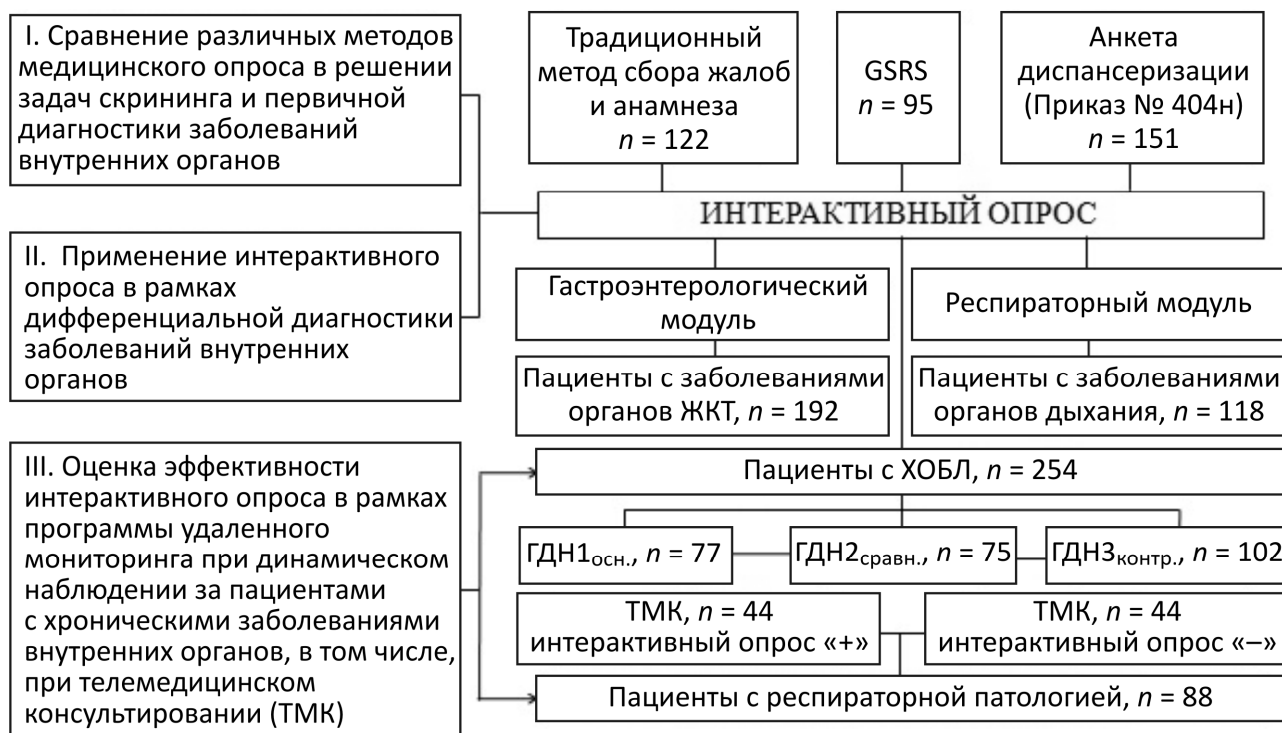 I. Сравнение различных методов
медицинского опроса в решении
задач скрининга и первичной
диагностики заболеваний
внутренних органов
Традиционный
метод сбора жалоб
и анамнеза
n = 122
GSRS
n = 95
Анкета
диспансеризации
(Приказ № 404н)
n = 151
ИНТЕРАКТИВНЫЙ ОПРОС
II. Применение интерактивного
опроса в рамках
дифференциальной диагностики
заболеваний внутренних
органов
Гастроэнтерологический
модуль
Респираторный модуль
Пациенты с заболеваниями
органов ЖКТ, n = 192
Пациенты с заболеваниями
органов дыхания, n = 118
III. Оценка эффективности
интерактивного опроса в рамках
программы удаленного
мониторинга при динамическом
наблюдении за пациентами
с хроническими заболеваниями
внутренних органов, в том числе,
при телемедицинском
консультировании (ТМК)
Пациенты с ХОБЛ, n = 254
ГДН1осн., n = 77
ГДН2сравн., n = 75
ГДН3контр., n = 102
ТМК, n = 44
интерактивный опрос «+»
ТМК, n = 44
интерактивный опрос «–»
Пациенты с респираторной патологией, n = 88